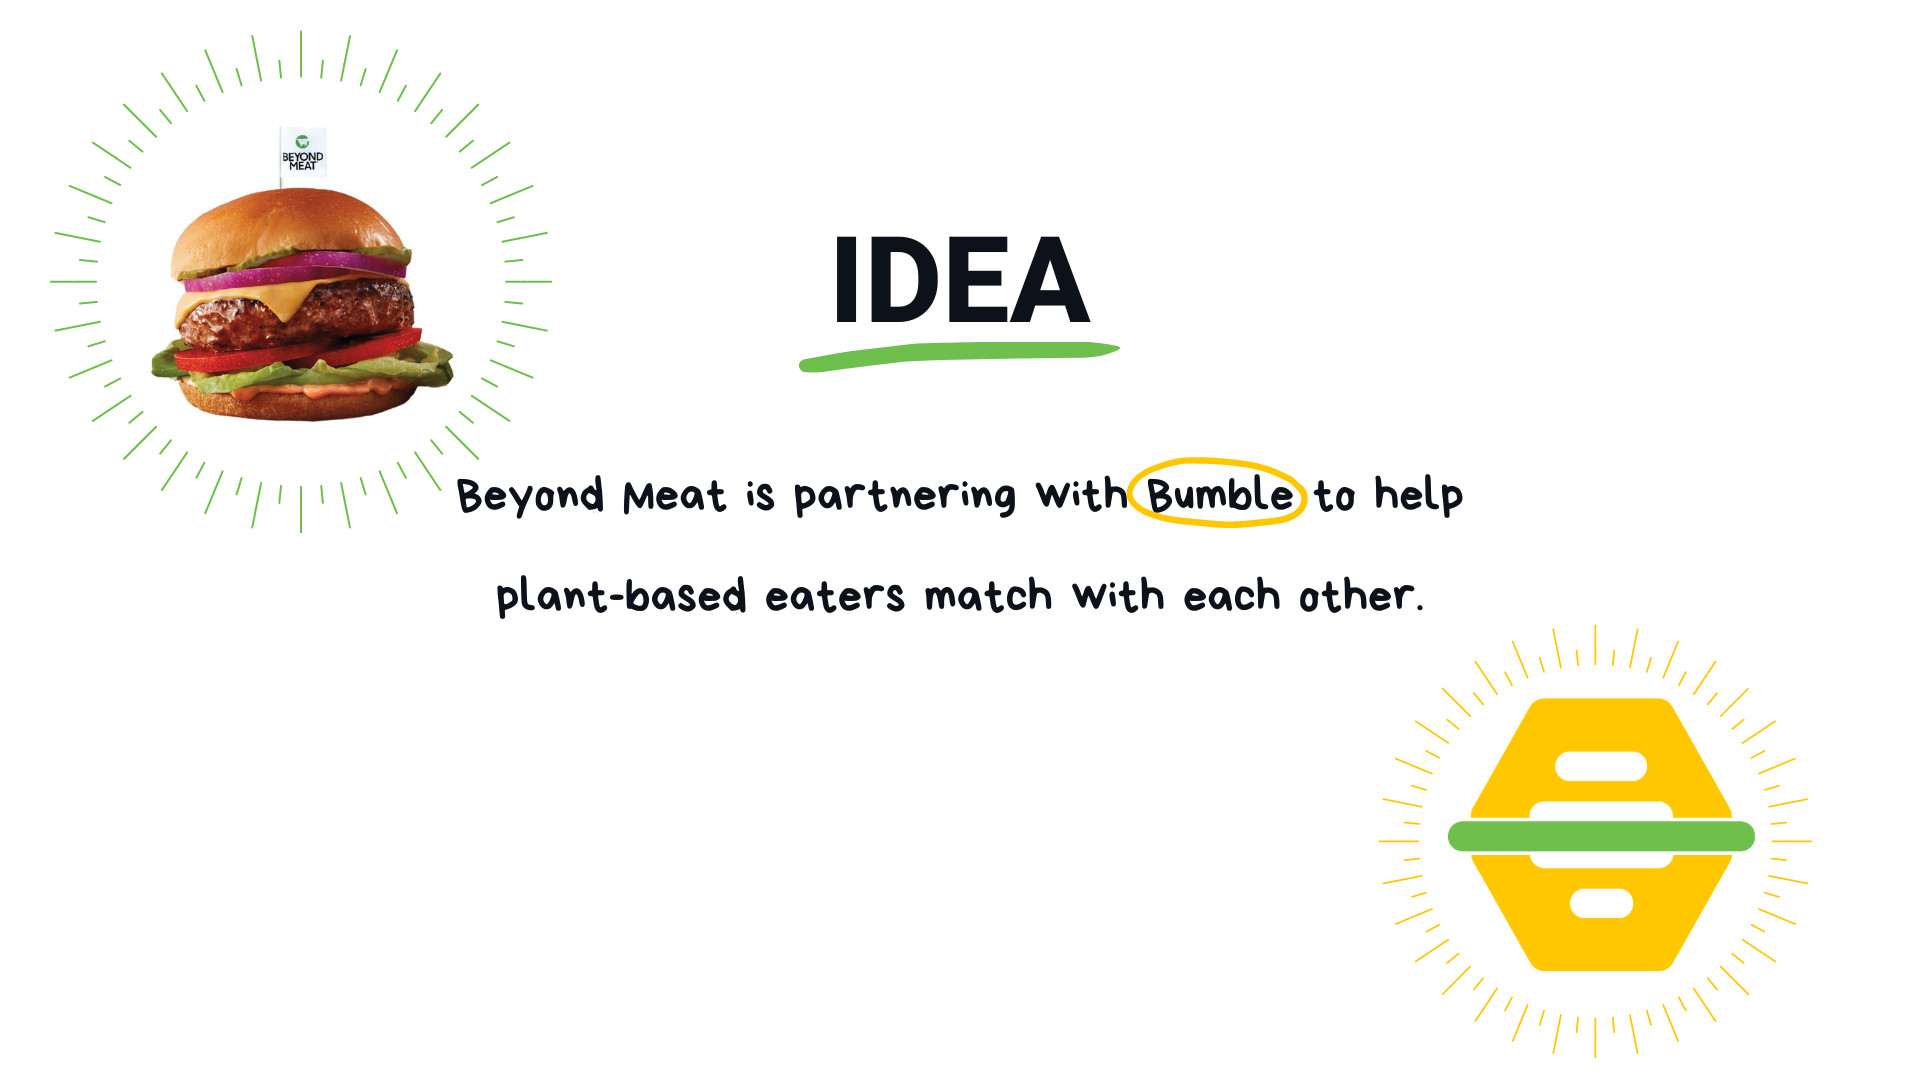 BEYOND
MEAT
IDEA
Beyond Meat is partnering with Bumble to help
plant-based eaters match with each other.